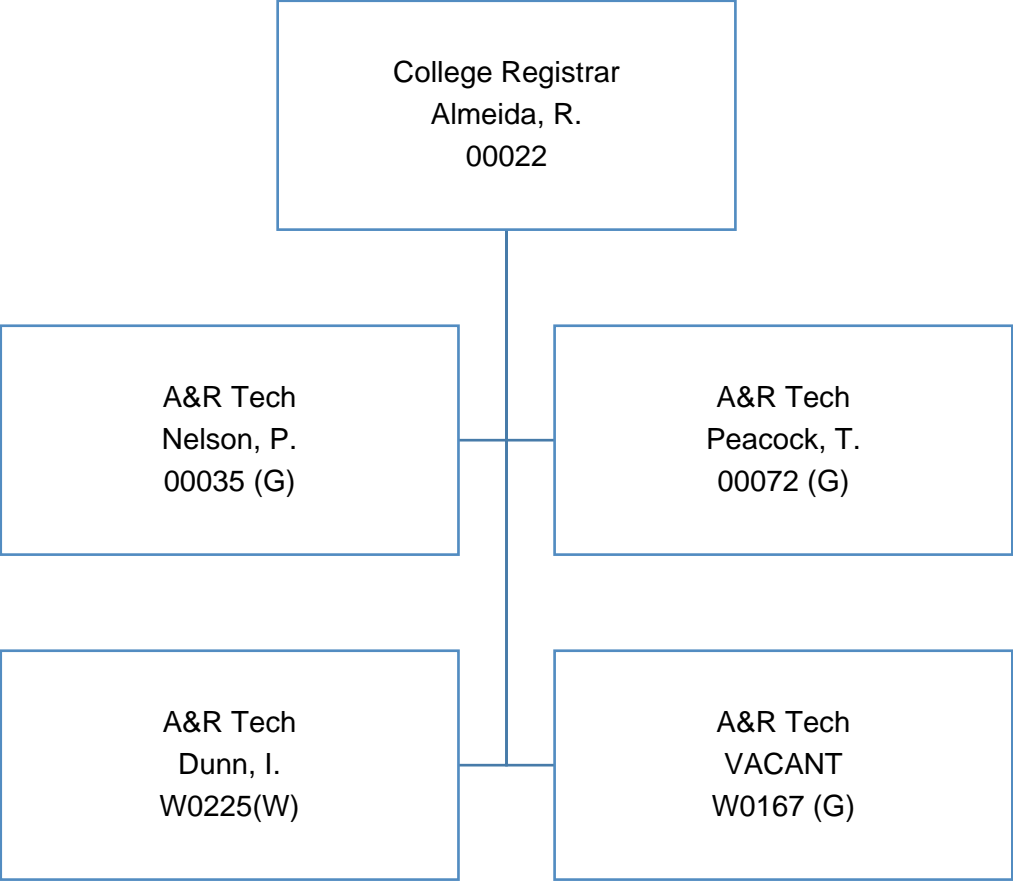 College Registrar
Almeida, R.
00022
A&R Tech
Nelson, P.
00035 (G)
A&R Tech
Peacock, T.
00072 (G)
A&R Tech
Dunn, I.
W0225(W)
A&R Tech
VACANT
W0167 (G)